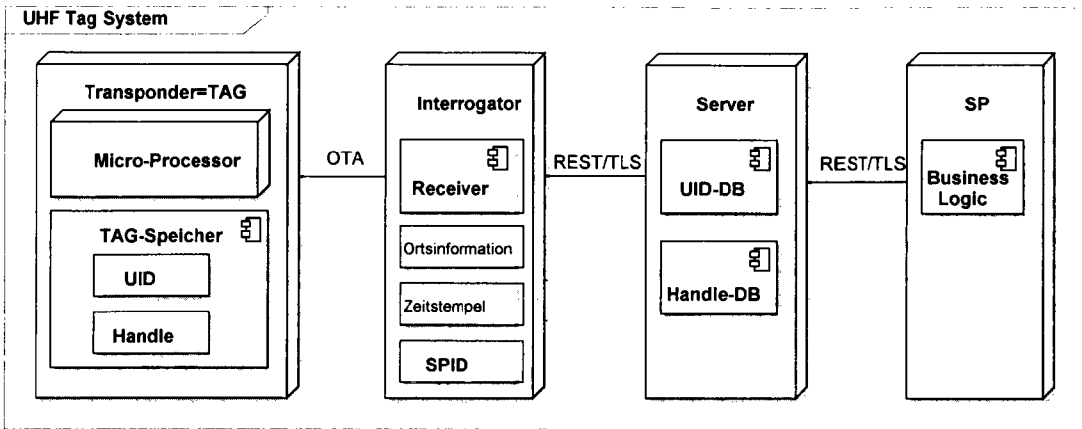 UHF Tag System
Transponder=TAG
Micro-Processor
TAG-Speicher
UID
Handle
OTA
Interrogator
Receiver
Ortsinformation
Zeitstempel
SPID
REST/TLS
Server
UID-DB
Handle-DB
REST/TLS
SP
Business
Logic